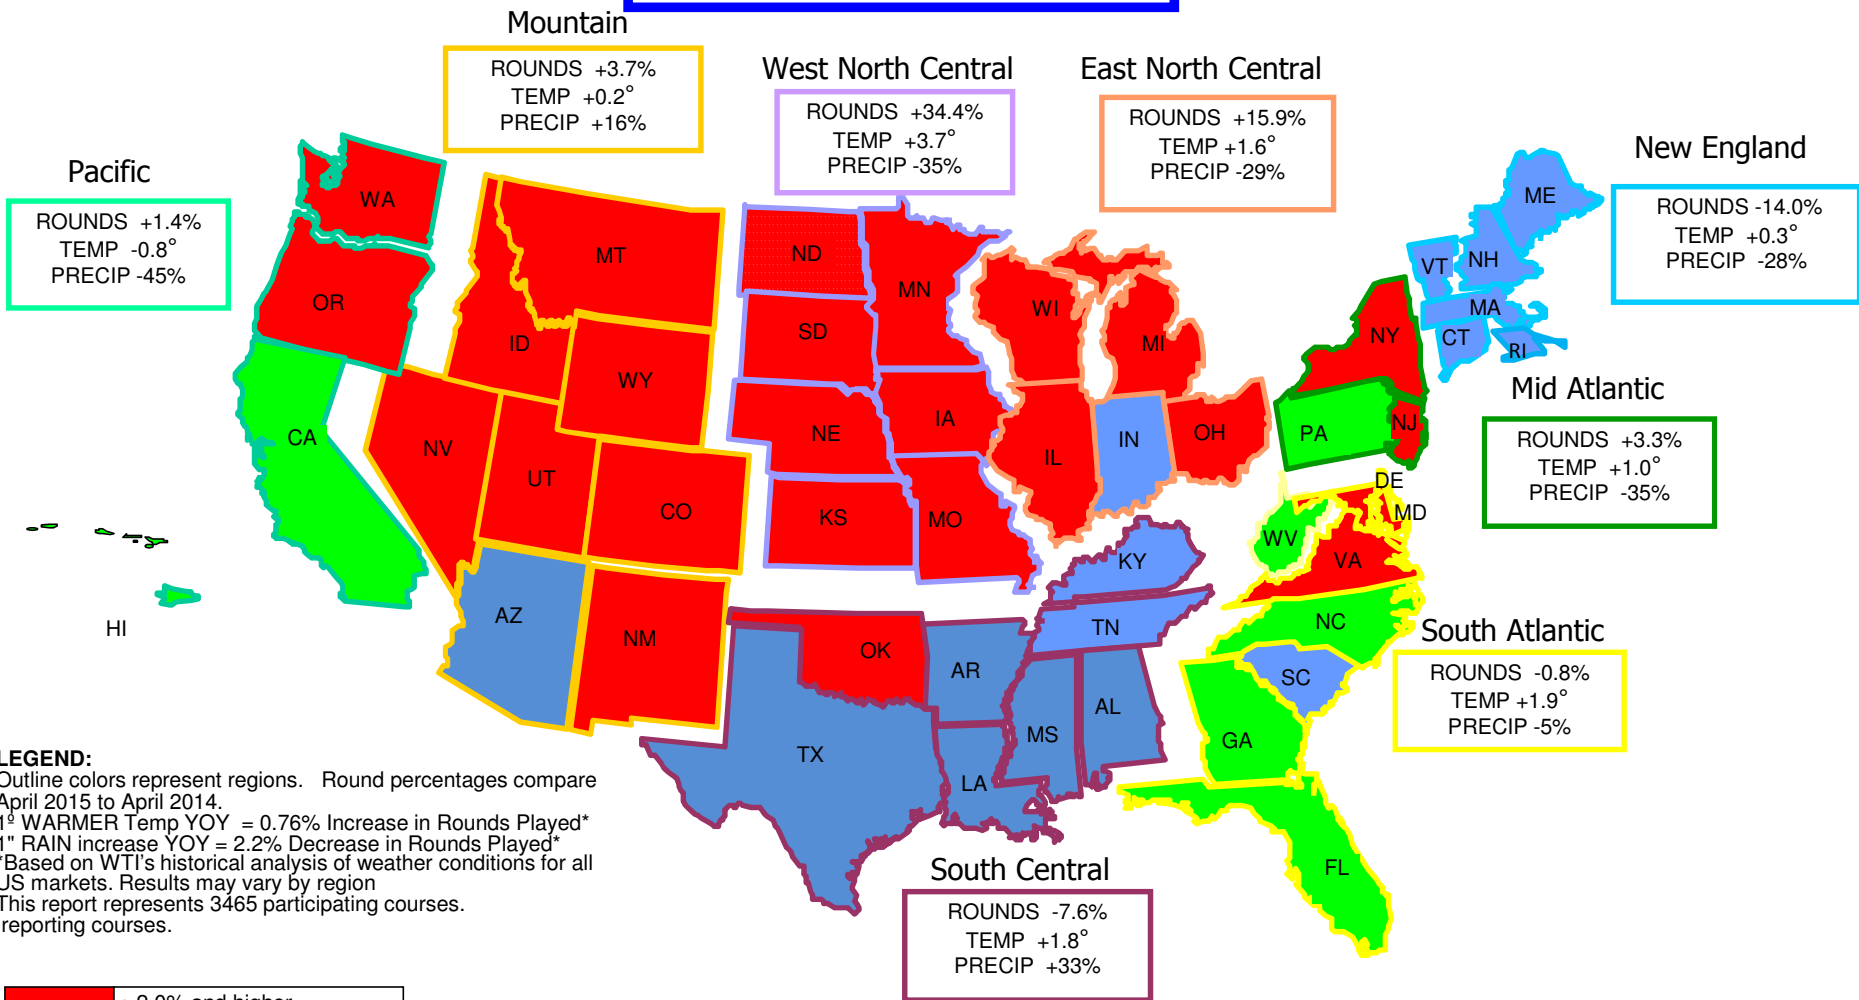 Mountain
ROUNDS +3.7%
TEMP +0.2°
PRECIP +16%
West North Central
ROUNDS +34.4%
TEMP +3.7°
PRECIP -35%
East North Central
ROUNDS +15.9%
TEMP +1.6°
PRECIP -29%
New England
ROUNDS -14.0%
TEMP +0.3°
PRECIP -28%
Pacific
ROUNDS +1.4%
TEMP -0.8°
PRECIP -45%
Mid Atlantic
ROUNDS +3.3%
TEMP +1.0°
PRECIP -35%
South Atlantic
ROUNDS -0.8%
TEMP +1.9°
PRECIP -5%
South Central
ROUNDS -7.6%
TEMP +1.8°
PRECIP +33%
WA
OR
CA
HI
MT
ID
WY
NV
UT
CO
AZ
NM
ND
SD
NE
KS
MN
IA
MO
WI
MI
IL
IN
OH
KY
TN
OK
AR
TX
LA
MS
AL
ME
VT
NH
MA
CT
RI
NY
PA
NJ
DE
MD
WV
VA
NC
SC
GA
FL
LEGEND:
Outline colors represent regions. Round percentages compare
April 2015 to April 2014.
1º WARMER Temp YOY = 0.76% Increase in Rounds Played*
1" RAIN increase YOY = 2.2% Decrease in Rounds Played*
*Based on WTI's historical analysis of weather conditions for all
US markets. Results may vary by region
This report represents 3465 participating courses.
reporting courses.
2.0% and higher